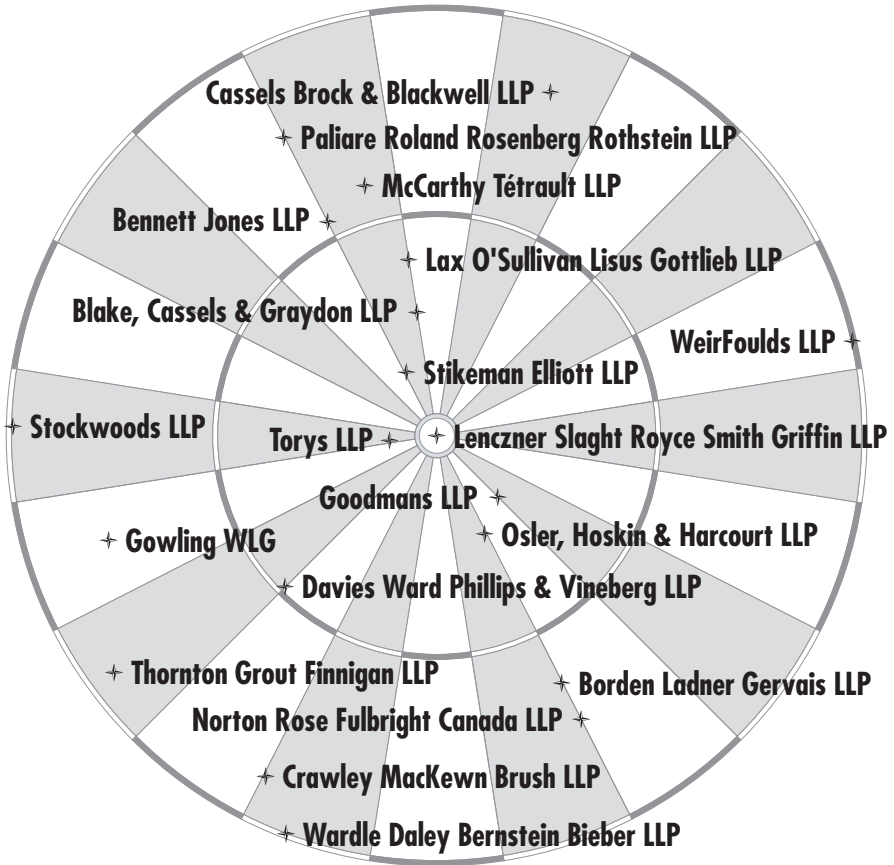 Cassels Brock & Blackwell LLP
Paliare Roland Rosenberg Rothstein LLP
McCarthy Tétrault LLP
Bennett Jones LLP
Lax O'Sullivan Lisus Gottlieb LLP
Blake, Cassels & Graydon LLP
WeirFoulds LLP
Stikeman Elliott LLP
Stockwoods LLP
Torys LLP
Lenczner Slaght Royce Smith Griffin LLP
Goodmans LLP
Osler, Hoskin & Harcourt LLP
Gowling WLG
Davies Ward Phillips & Vineberg LLP
Thornton Grout Finnigan LLP
Borden Ladner Gervais LLP
Norton Rose Fulbright Canada LLP
Crawley MacKewn Brush LLP
Wardle Daley Bernstein Bieber LLP